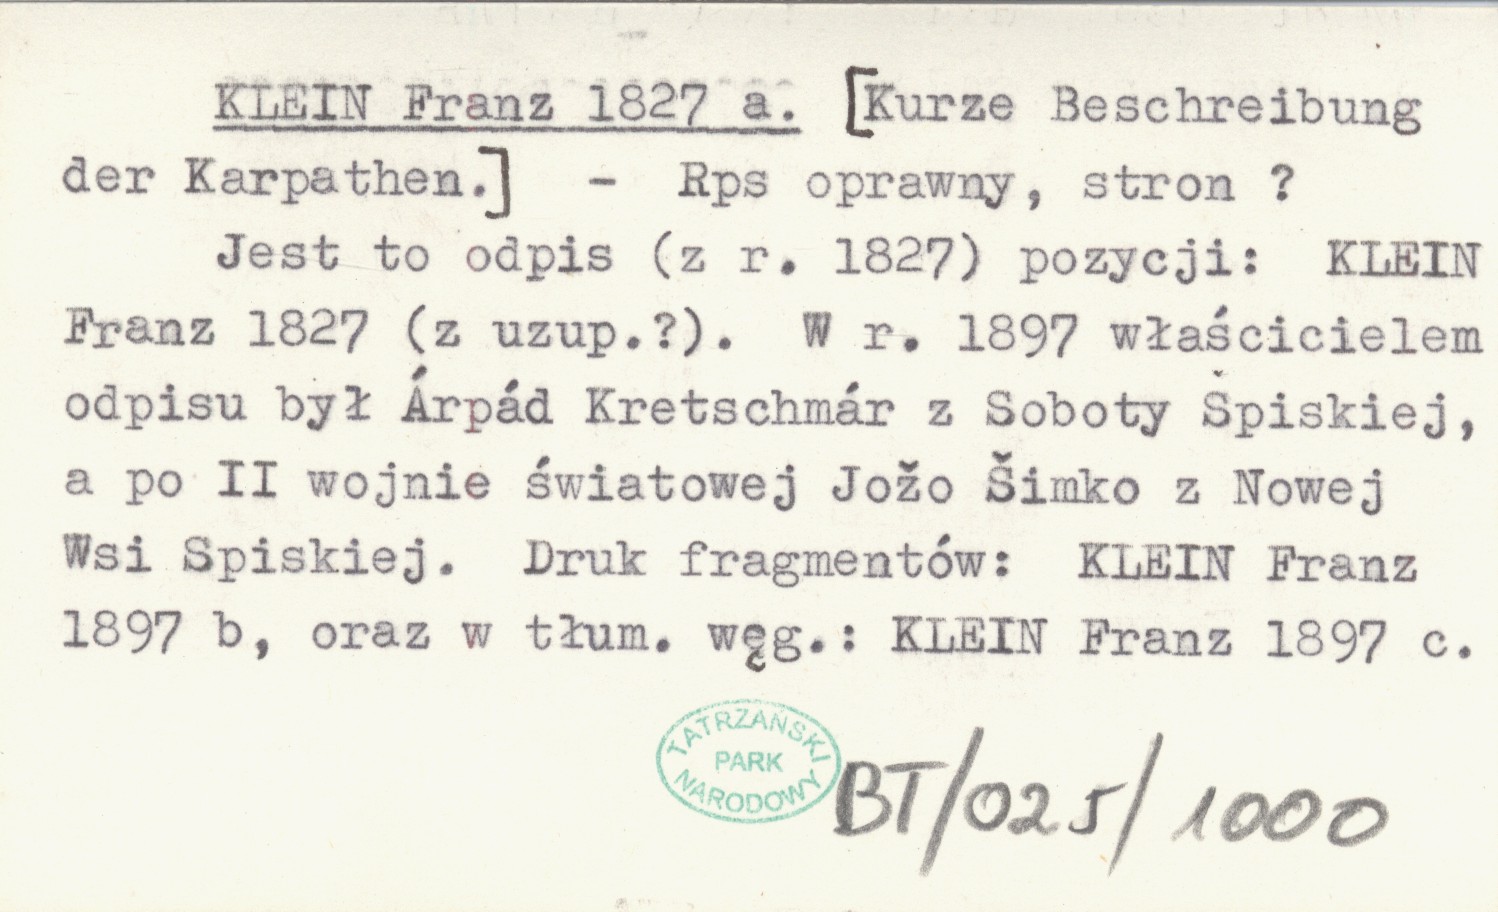 KLEIN Franz 1827 a. [Kurze Beschreibung
der Karpathen.] - Rps oprawny, stron ?
Jest to odpis (z r. 1827) pozycji: KLEIN
Franz 1827 (z uzup.?). W r. 1897 właścicielem
odpisu był Árpád Kretschmár z Soboty Spiskiej,
a po II wojnie światowej Jožo Šimko z Nowej
Wsi Spiskiej. Druk fragmentów: KLEIN Franz
1897 b, oraz w tłum. węg.: KLEIN Franz 1897 c.
TATRZAŃSKI
PARK
NARODOWY
BT/025/1000